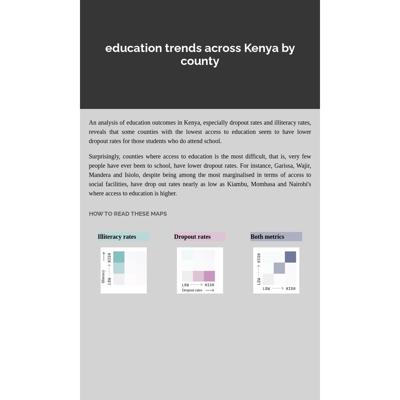 education trends across Kenya by
county
An analysis of education outcomes in Kenya, especially dropout rates and illiteracy rates,
reveals that some counties with the lowest access to education seem to have lower
dropout rates for those students who do attend school.
Surprisingly, counties where access to education is the most difficult, that is, very few
people have ever been to school, have lower dropout rates. For instance, Garissa, Wajir,
Mandera and Isiolo, despite being among the most marginalised in terms of access to
social facilities, have drop out rates nearly as low as Kiambu, Mombasa and Nairobi's
where access to education is higher.
HOW TO READ THESE MAPS
Illiteracy rates
Dropout rates
Both metrics
Illiteracy
LOW HIGH
LOW HIGH
Dropout rates
LOW HIGH
LOW HIGH